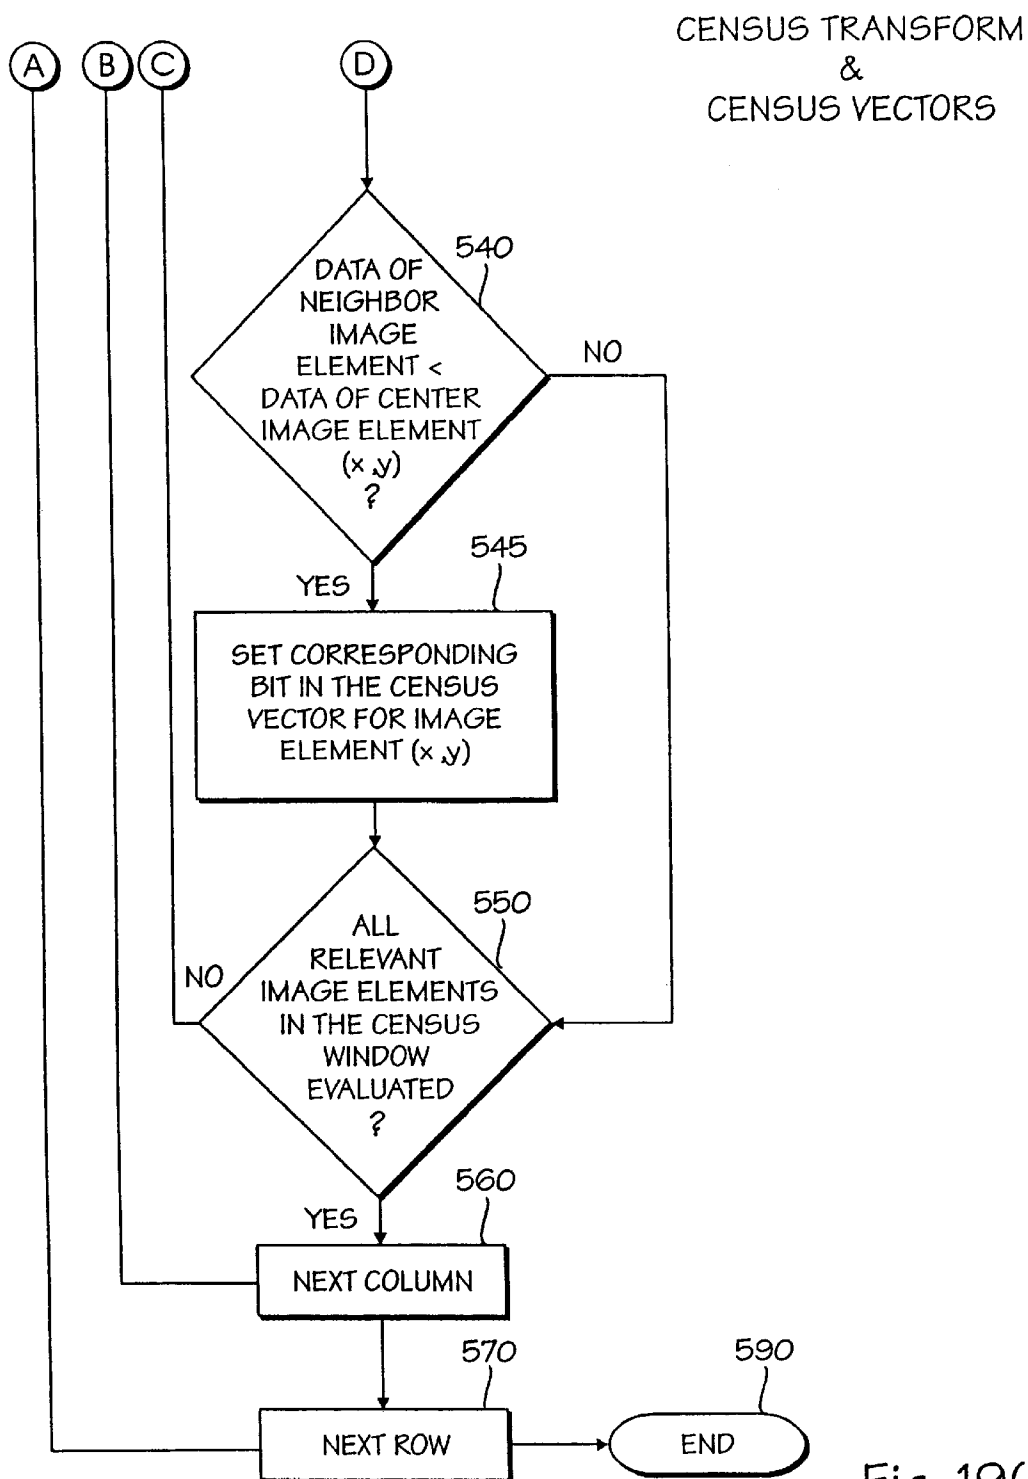 CENSUS TRANSFORM
&
CENSUS VECTORS
A
B
C
D
540
DATA OF
NEIGHBOR
IMAGE
ELEMENT <
DATA OF CENTER
IMAGE ELEMENT
(x,y)
?
NO
545
YES
SET CORRESPONDING
BIT IN THE CENSUS
VECTOR FOR IMAGE
ELEMENT (x,y)
550
ALL
RELEVANT
IMAGE ELEMENTS
IN THE CENSUS
WINDOW
EVALUATED
?
NO
560
YES
NEXT COLUMN
570
590
NEXT ROW
END